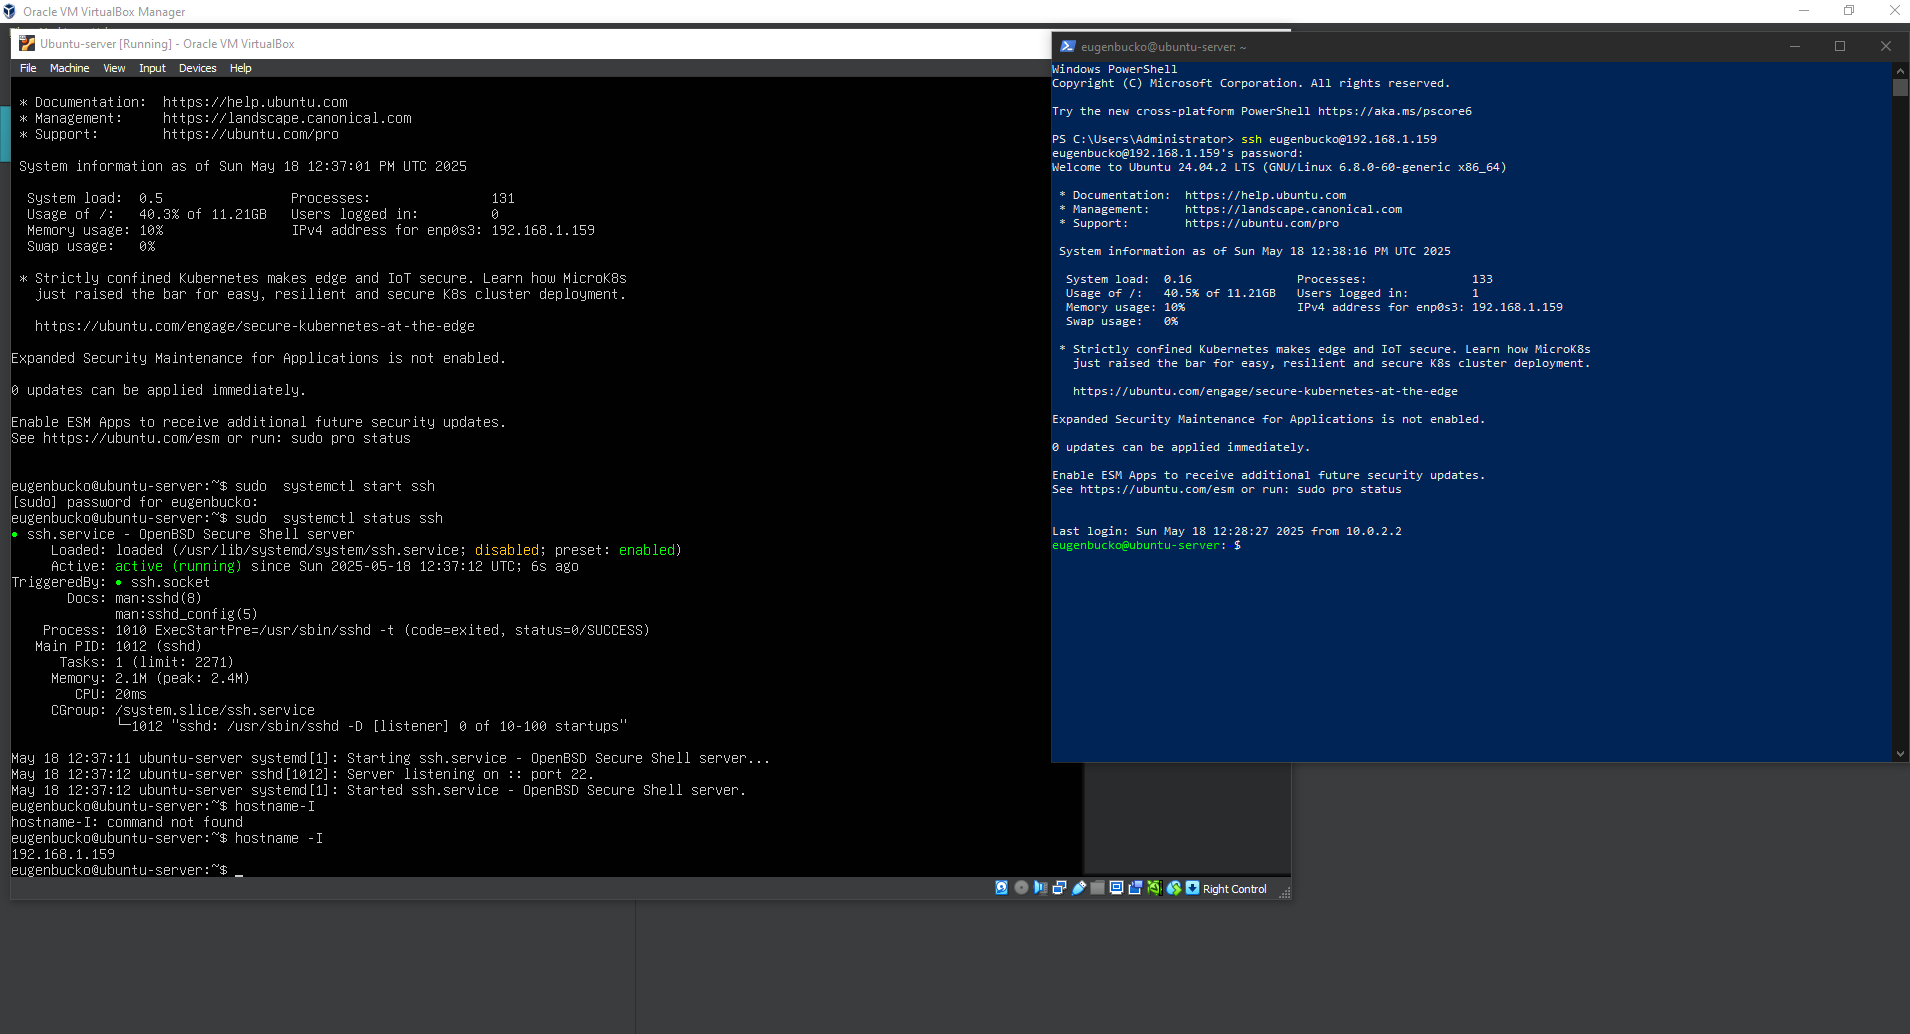 Oracle VM VirtualBox Manager
Ubuntu-server [Running] - Oracle VM VirtualBox
File Machine View Input Devices Help
* Documentation: https://help.ubuntu.com
* Management: https://landscape.canonical.com
* Support: https://ubuntu.com/pro
System information as of Sun May 18 12:37:01 PM UTC 2025
System load: 0.5 Processes: 131
Usage of /: 40.3% of 11.21GB Users logged in: 0
Memory usage: 10% IPv4 address for enp0s3: 192.168.1.159
Swap usage: 0%
* Strictly confined Kubernetes makes edge and IoT secure. Learn how MicroK8s
just raised the bar for easy, resilient and secure K8s cluster deployment.
https://ubuntu.com/engage/secure-kubernetes-at-the-edge
Expanded Security Maintenance for Applications is not enabled.
0 updates can be applied immediately.
Enable ESM Apps to receive additional future security updates.
See https://ubuntu.com/esm or run: sudo pro status
eugenbucko@ubuntu-server:~$ sudo  systemctl start ssh
[sudo] password for eugenbucko:
eugenbucko@ubuntu-server:~$ sudo  systemctl status ssh
● ssh.service - OpenBSD Secure Shell server
Loaded: loaded (/usr/lib/systemd/system/ssh.service; disabled; preset: enabled)
Active: active (running) since Sun 2025-05-18 12:37:12 UTC; 6s ago
TriggeredBy: ● ssh.socket
Docs: man:sshd(8)
man:sshd_config(5)
Process: 1010 ExecStartPre=/usr/sbin/sshd -t (code=exited, status=0/SUCCESS)
Main PID: 1012 (sshd)
Tasks: 1 (limit: 2271)
Memory: 2.1M (peak: 2.4M)
CPU: 20ms
CGroup: /system.slice/ssh.service
└─1012 "sshd: /usr/sbin/sshd -D [listener] 0 of 10-100 startups"
May 18 12:37:11 ubuntu-server systemd[1]: Starting ssh.service - OpenBSD Secure Shell server...
May 18 12:37:12 ubuntu-server sshd[1012]: Server listening on :: port 22.
May 18 12:37:12 ubuntu-server systemd[1]: Started ssh.service - OpenBSD Secure Shell server.
eugenbucko@ubuntu-server:~$ hostname-I
hostname-I: command not found
eugenbucko@ubuntu-server:~$ hostname -I
192.168.1.159
eugenbucko@ubuntu-server:~$ _
Right Control
eugenbucko@ubuntu-server: ~
Windows PowerShell
Copyright (C) Microsoft Corporation. All rights reserved.
Try the new cross-platform PowerShell https://aka.ms/pscore6
PS C:\Users\Administrator> ssh eugenbucko@192.168.1.159
eugenbucko@192.168.1.159's password:
Welcome to Ubuntu 24.04.2 LTS (GNU/Linux 6.8.0-60-generic x86_64)
* Documentation: https://help.ubuntu.com
* Management: https://landscape.canonical.com
* Support: https://ubuntu.com/pro
System information as of Sun May 18 12:38:16 PM UTC 2025
System load: 0.16 Processes: 133
Usage of /: 40.5% of 11.21GB Users logged in: 1
Memory usage: 10% IPv4 address for enp0s3: 192.168.1.159
Swap usage: 0%
* Strictly confined Kubernetes makes edge and IoT secure. Learn how MicroK8s
just raised the bar for easy, resilient and secure K8s cluster deployment.
https://ubuntu.com/engage/secure-kubernetes-at-the-edge
Expanded Security Maintenance for Applications is not enabled.
0 updates can be applied immediately.
Enable ESM Apps to receive additional future security updates.
See https://ubuntu.com/esm or run: sudo pro status
Last login: Sun May 18 12:28:27 2025 from 10.0.2.2
eugenbucko@ubuntu-server: $